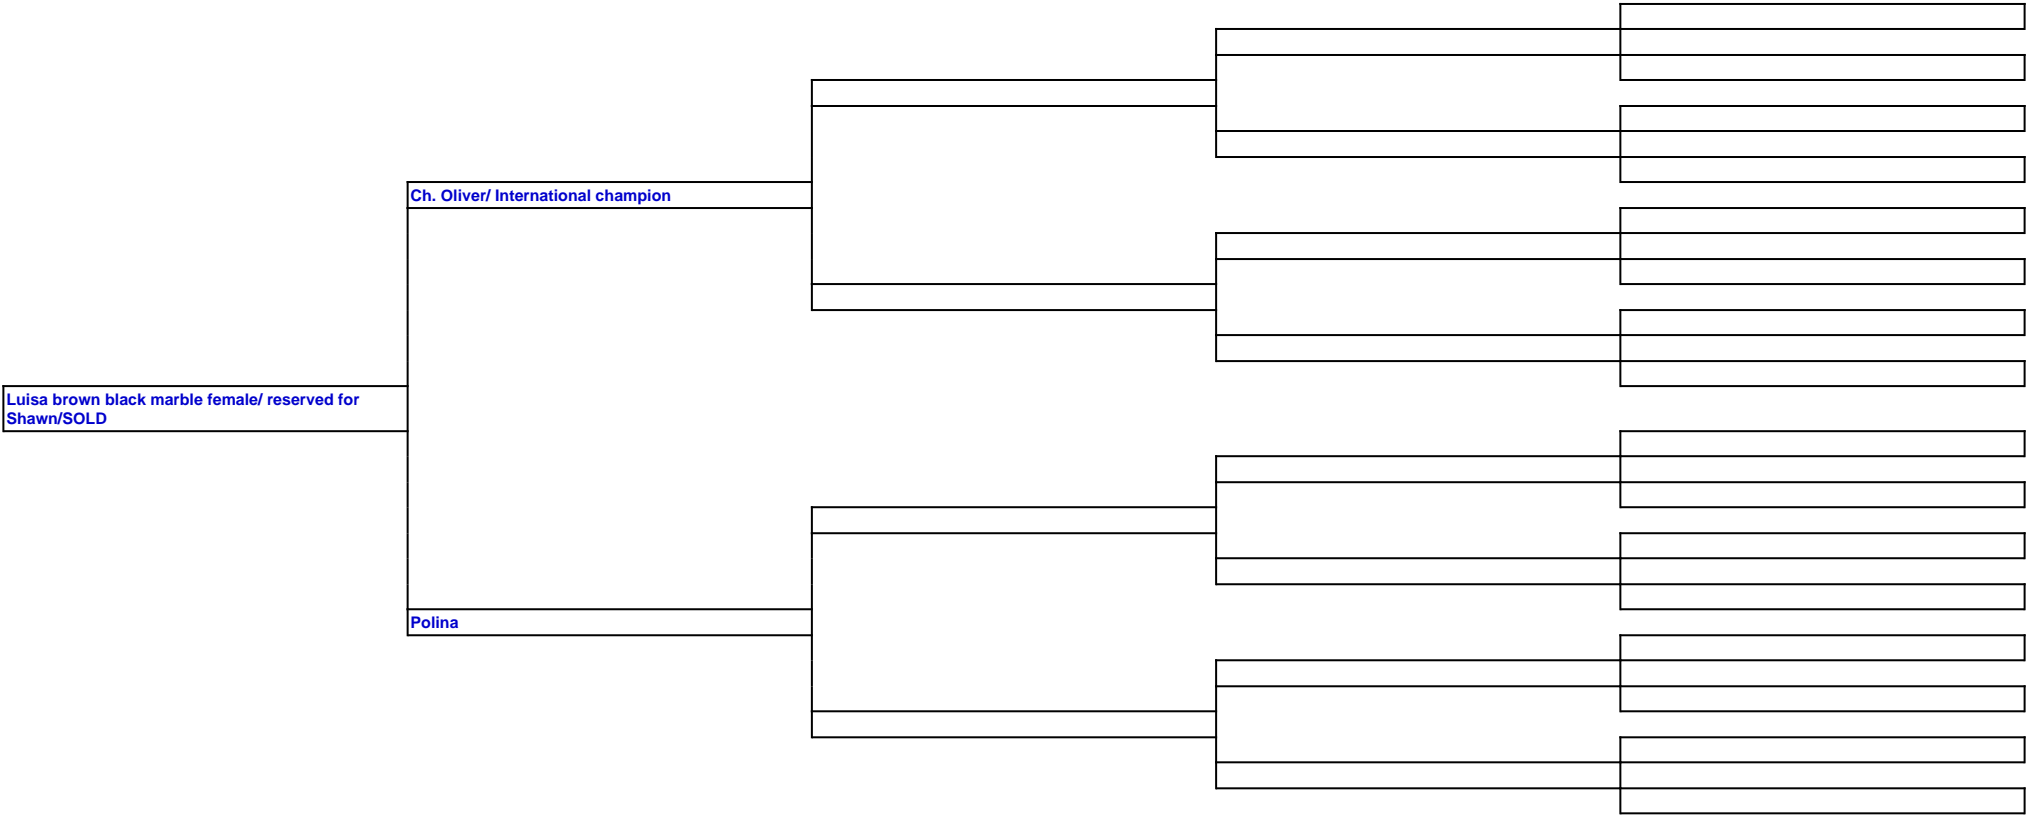 Ch. Oliver/ International champion
Luisa brown black marble female/ reserved for
Shawn/SOLD
Polina